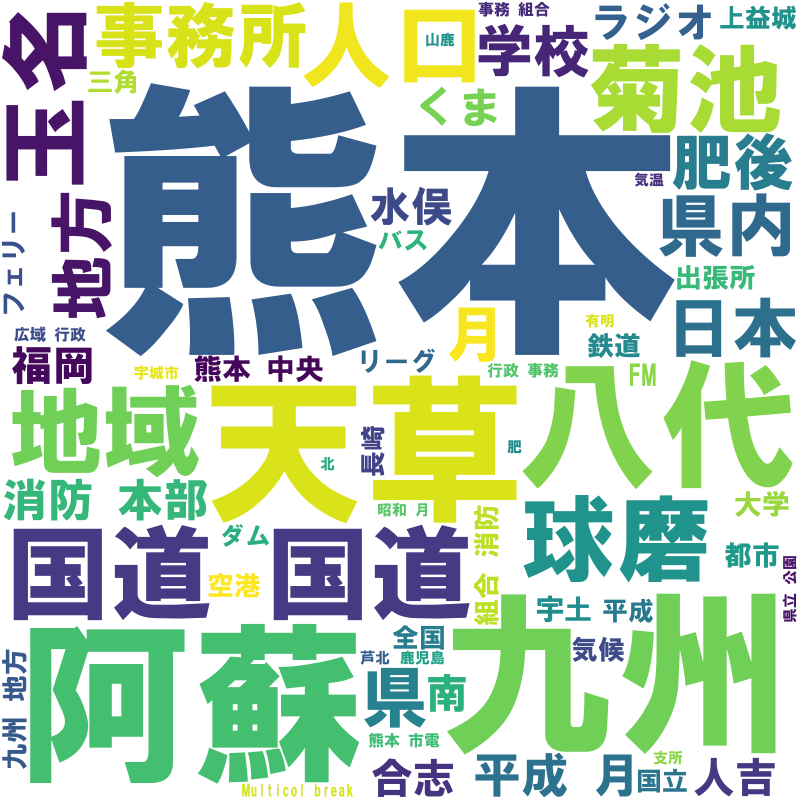 事務 組合
玉名
事務所
人口
山鹿
学校
ラジオ
上益城
三角
くま
菊池
熊本
肥後
気温
地方
水俣
県内
バス
フェリー
出張所
月
有明
日本
広域 行政
鉄道
福岡
宇城市
熊本 中央
リーグ
行政 事務
FM
八代
地域
天草
長崎
肥
北
消防 本部
昭和 月
大学
球磨
組合 消防
ダム
国道
国道
都市
空港
県立 公園
宇土
平成
阿蘇
九州
全国
気候
芦北
鹿児島
九州 地方
県
南
熊本 市電
支所
合志
平成 月
国立
人吉
Multicol break